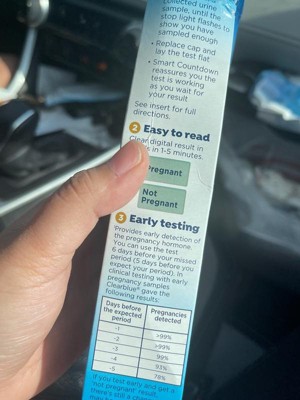 collected urine
sample, until the
stop light flashes to
show you have
sampled enough
• Replace cap and
lay the test flat
• Smart Countdown
reassures you the
test is working
as you wait for
your result
See insert for full
directions.
2 Easy to read
Clear digital result in
in 1-5 minutes.
Pregnant
Not
Pregnant
3 Early testing
Provides early detection of
the pregnancy hormone.
You can use the test
6 days before your missed
period (5 days before you
expect your period). In
clinical testing with early
pregnancy samples
Clearblue® gave the
following results:
Days before the expected period Pregnancies detected
-1 >99%
-2 >99%
-3 99%
-4 93%
-5 78%
If you test early and get a
'not pregnant' result,
there's still a